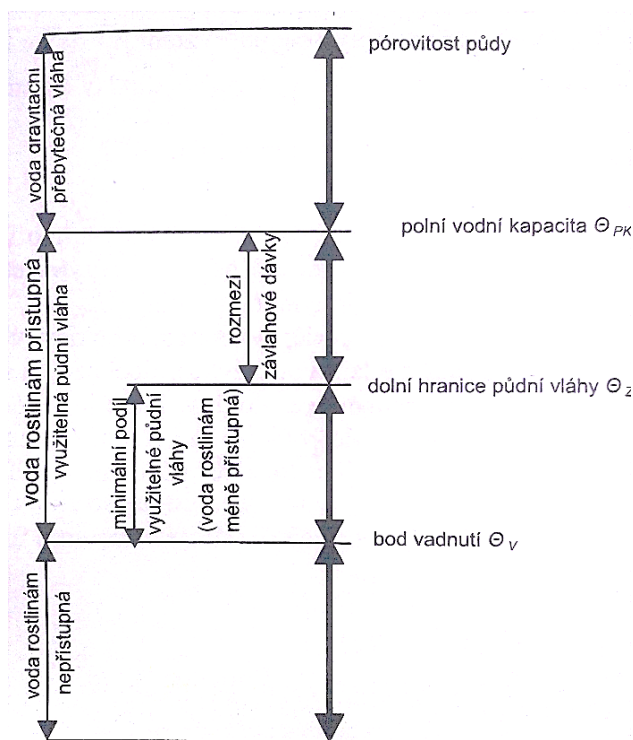 pórovitost půdy
voda gravitační
přebytečná vláha
polní vodní kapacita Θ PK
voda rostlinám přístupná
využitelná půdní vláha
rozmezí
závlahové dávky
dolní hranice půdní vláhy Θ Z
minimální podíl
využitelné půdní
vláhy
(voda rostlinám
méně přístupná)
bod vadnutí Θ V
voda rostlinám
nepřístupná